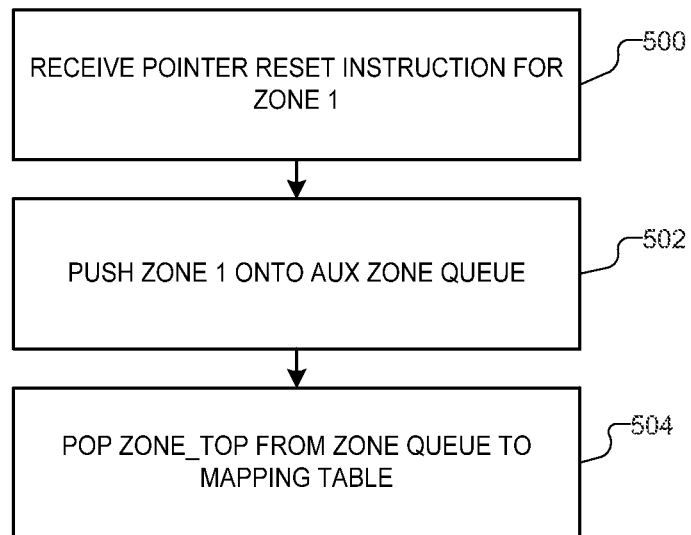 RECEIVE POINTER RESET INSTRUCTION FOR
ZONE 1
500
PUSH ZONE 1 ONTO AUX ZONE QUEUE
502
POP ZONE_TOP FROM ZONE QUEUE TO
MAPPING TABLE
504